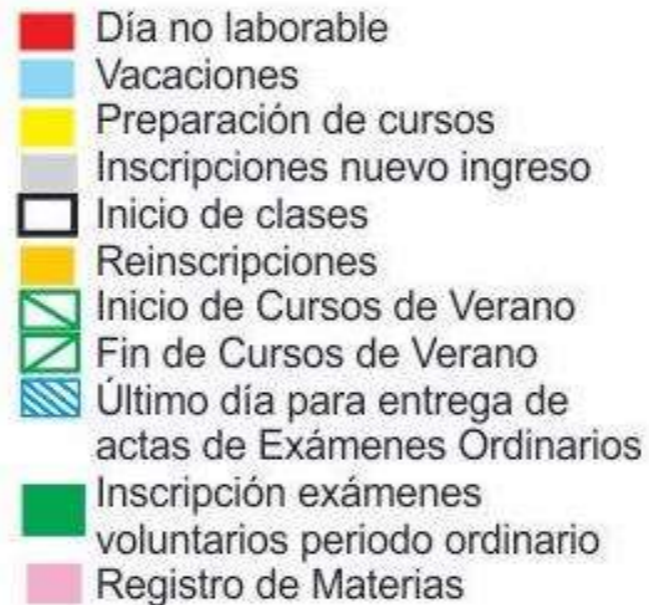 Día no laborable
Vacaciones
Preparación de cursos
Inscripciones nuevo ingreso
Inicio de clases
Reinscripciones
Inicio de Cursos de Verano
Fin de Cursos de Verano
Último día para entrega de
actas de Exámenes Ordinarios
Inscripción exámenes
voluntarios periodo ordinario
Registro de Materias